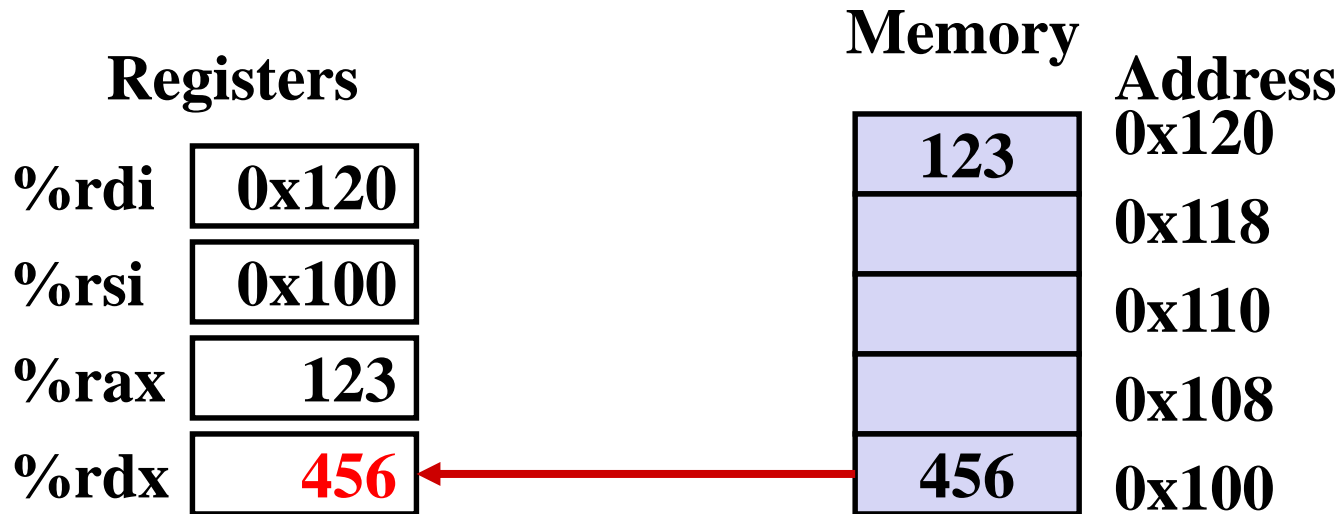 Registers
%rdi 0x120
%rsi 0x100
%rax 123
%rdx 456
Memory
Address
123 0x120
0x118
0x110
0x108
456 0x100